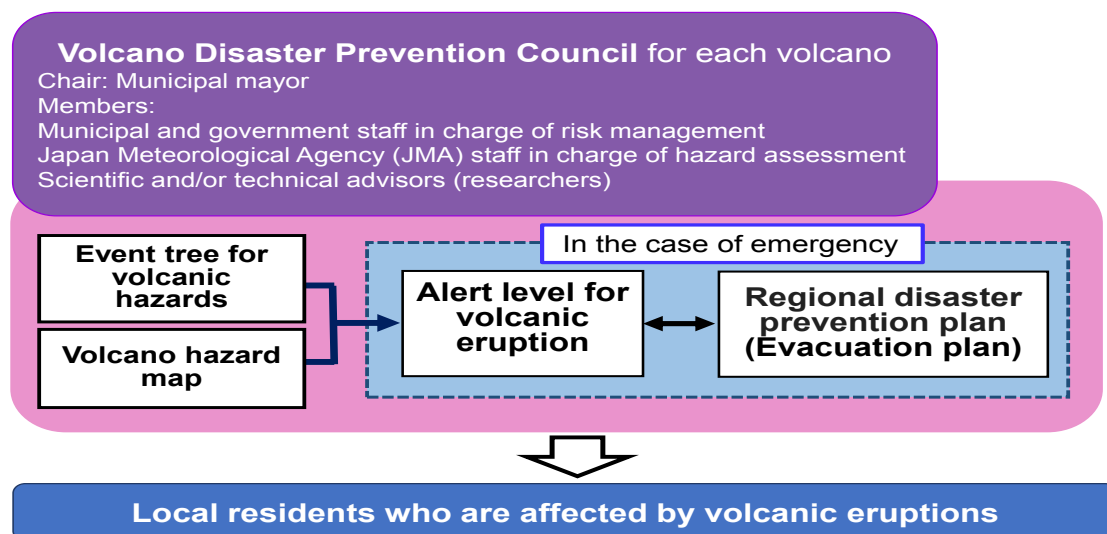 Volcano Disaster Prevention Council for each volcano
Chair: Municipal mayor
Members:
Municipal and government staff in charge of risk management
Japan Meteorological Agency (JMA) staff in charge of hazard assessment
Scientific and/or technical advisors (researchers)
Event tree for
volcanic
hazards
Volcano hazard
map
In the case of emergency
Alert level for
volcanic
eruption
Regional disaster
prevention plan
(Evacuation plan)
Local residents who are affected by volcanic eruptions